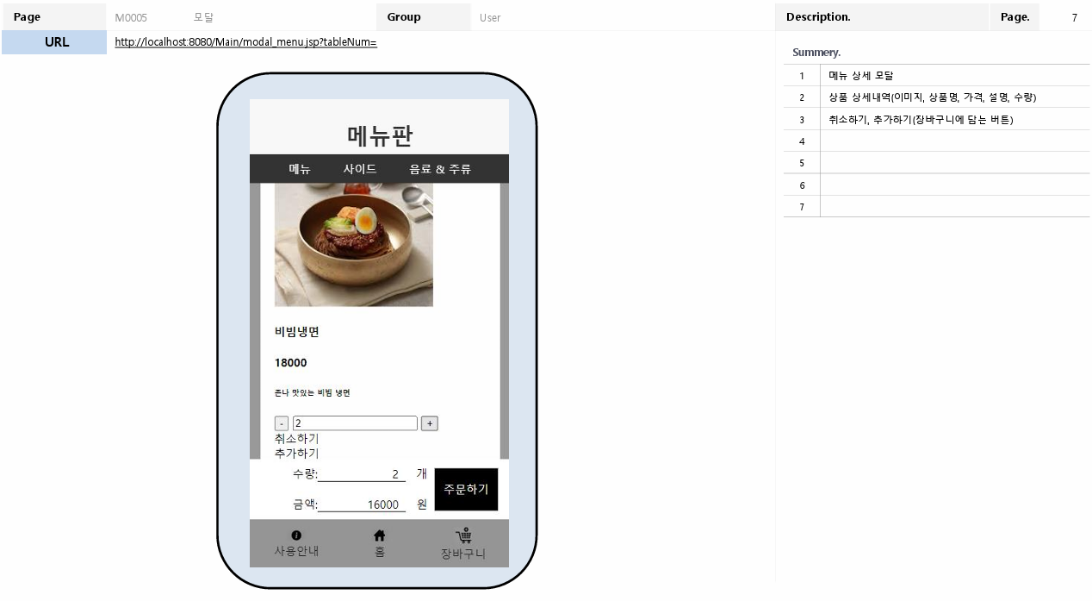 Page M0005 모달 Group User Description. Page. 7
URL http://localhost:8080/Main/modal_menu.jsp?tableNum=
Summery.
1 메뉴 상세 모달
2 상품 상세내역(이미지, 상품명, 가격, 설명, 수량)
3 취소하기, 추가하기(장바구니에 담는 버튼)
4
5
6
7
메뉴판
메뉴 사이드 음료 & 주류
비빔냉면
18000
존나 맛있는 비빔 냉면
- 2 +
취소하기
추가하기
수량: 2 개
주문하기
금액: 16000 원
사용안내 홈 장바구니